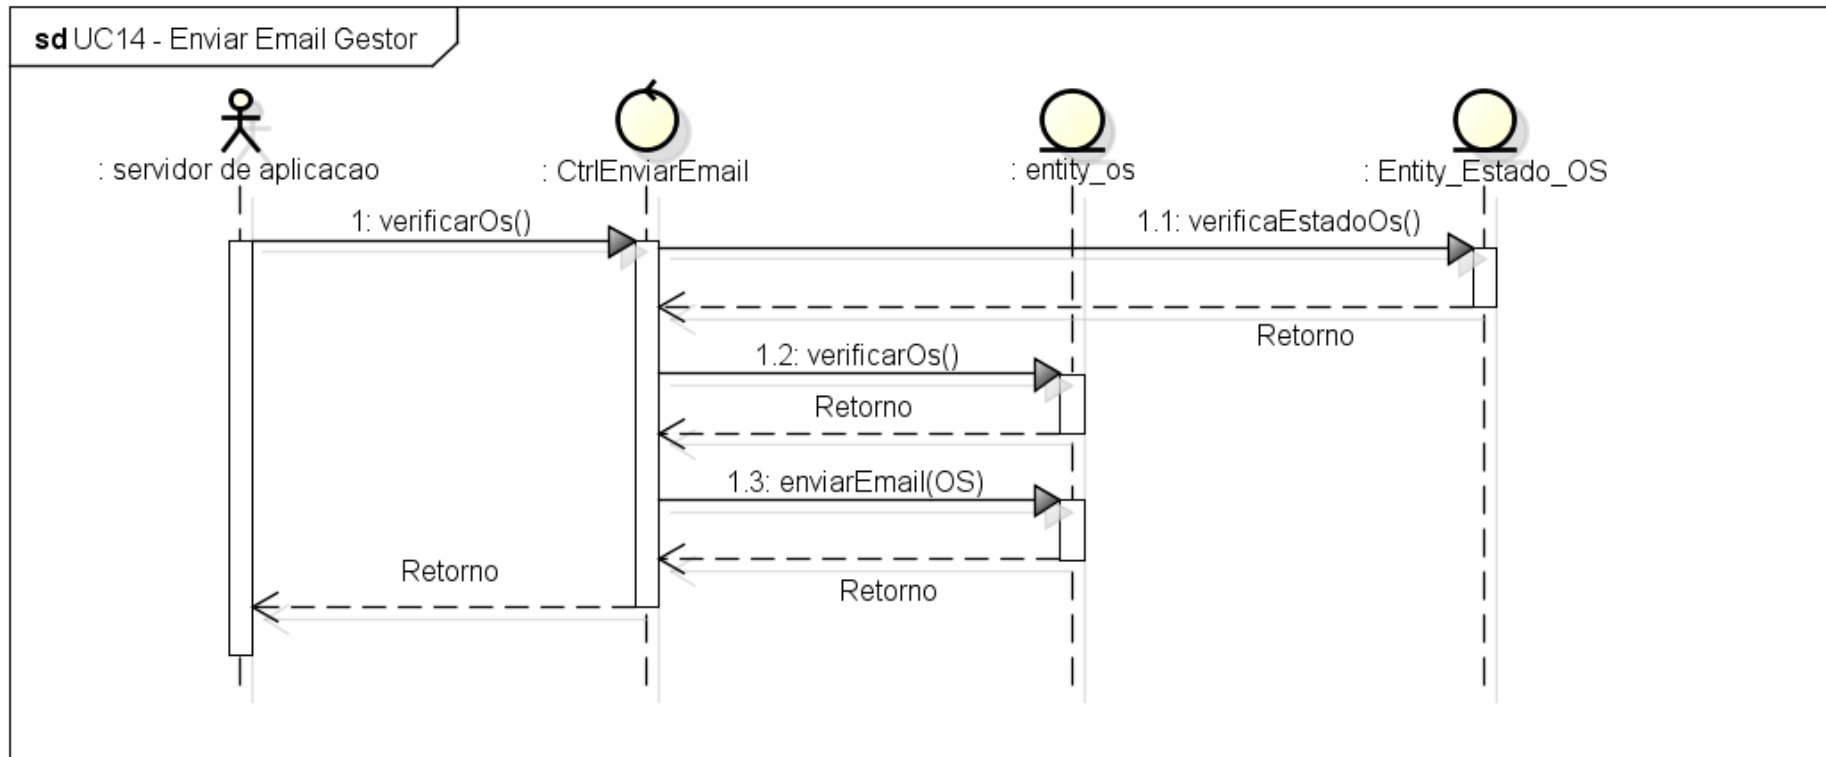 sd UC14 - Enviar Email Gestor
: servidor de aplicacao
: CtrlEnviarEmail
: entity_os
: Entity_Estado_OS
1: verificarOs()
1.1: verificaEstadoOs()
Retorno
1.2: verificarOs()
Retorno
1.3: enviarEmail(OS)
Retorno
Retorno